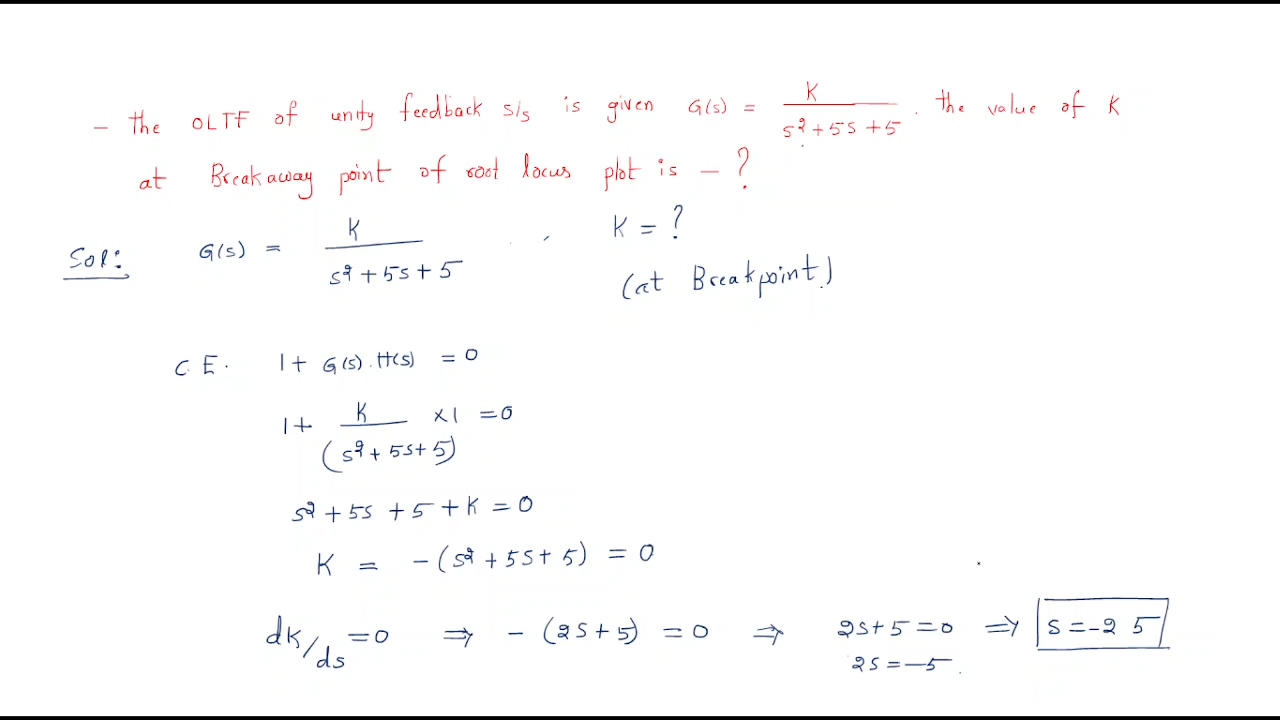 - the OLTF of unity feedback s/s is given G(s) = K / (s² + 5s + 5) . the value of K
at Breakaway point of root locus plot is – ?
Sol: G(s) = K / (s² + 5s + 5) , K = ?
(at Breakpoint.)
C.E. 1 + G(s).H(s) = 0
1 + K / (s² + 5s + 5) × 1 = 0
s² + 5s + 5 + K = 0
K = -(s² + 5s + 5) = 0
dK/ds = 0 ⇒ - (2s + 5) = 0 ⇒ 2s + 5 = 0 ⇒ s = -2 5
2s = -5